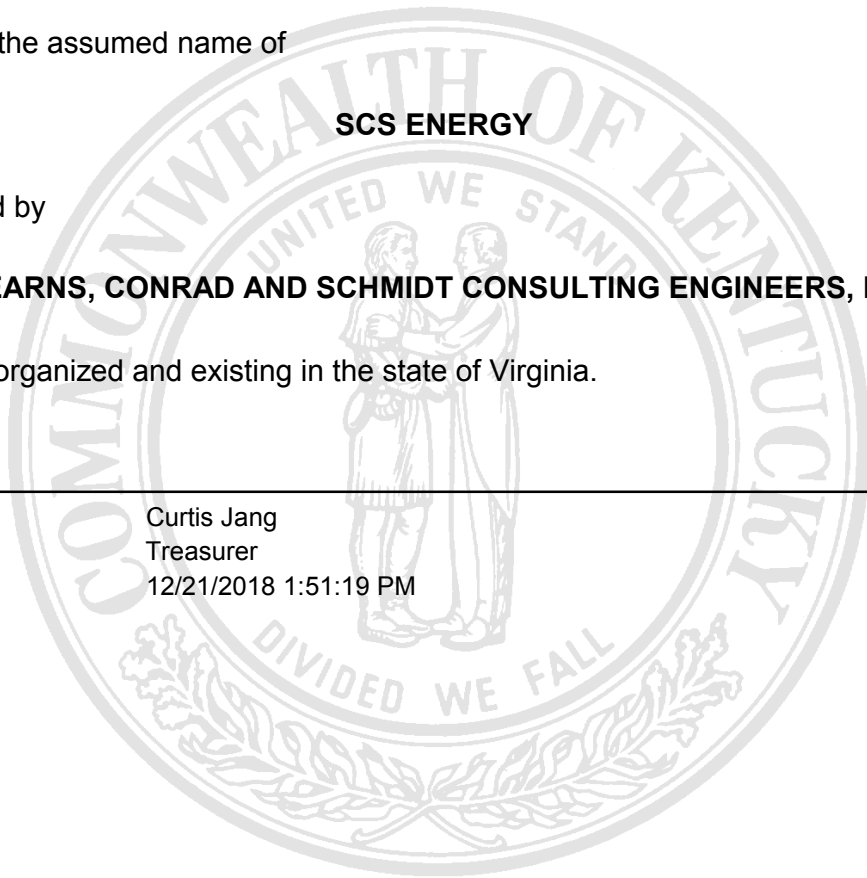 the assumed name of
SCS ENERGY
by
CONRAD AND SCHMIDT CONSULTING ENGINEERS,
organized and existing in the state of Virginia.
Curtis Jang
Treasurer
12/21/2018 1:51:19 PM
COMMONWEALTH OF KENTUCKY
UNITED WE STAND
DIVIDED WE FALL